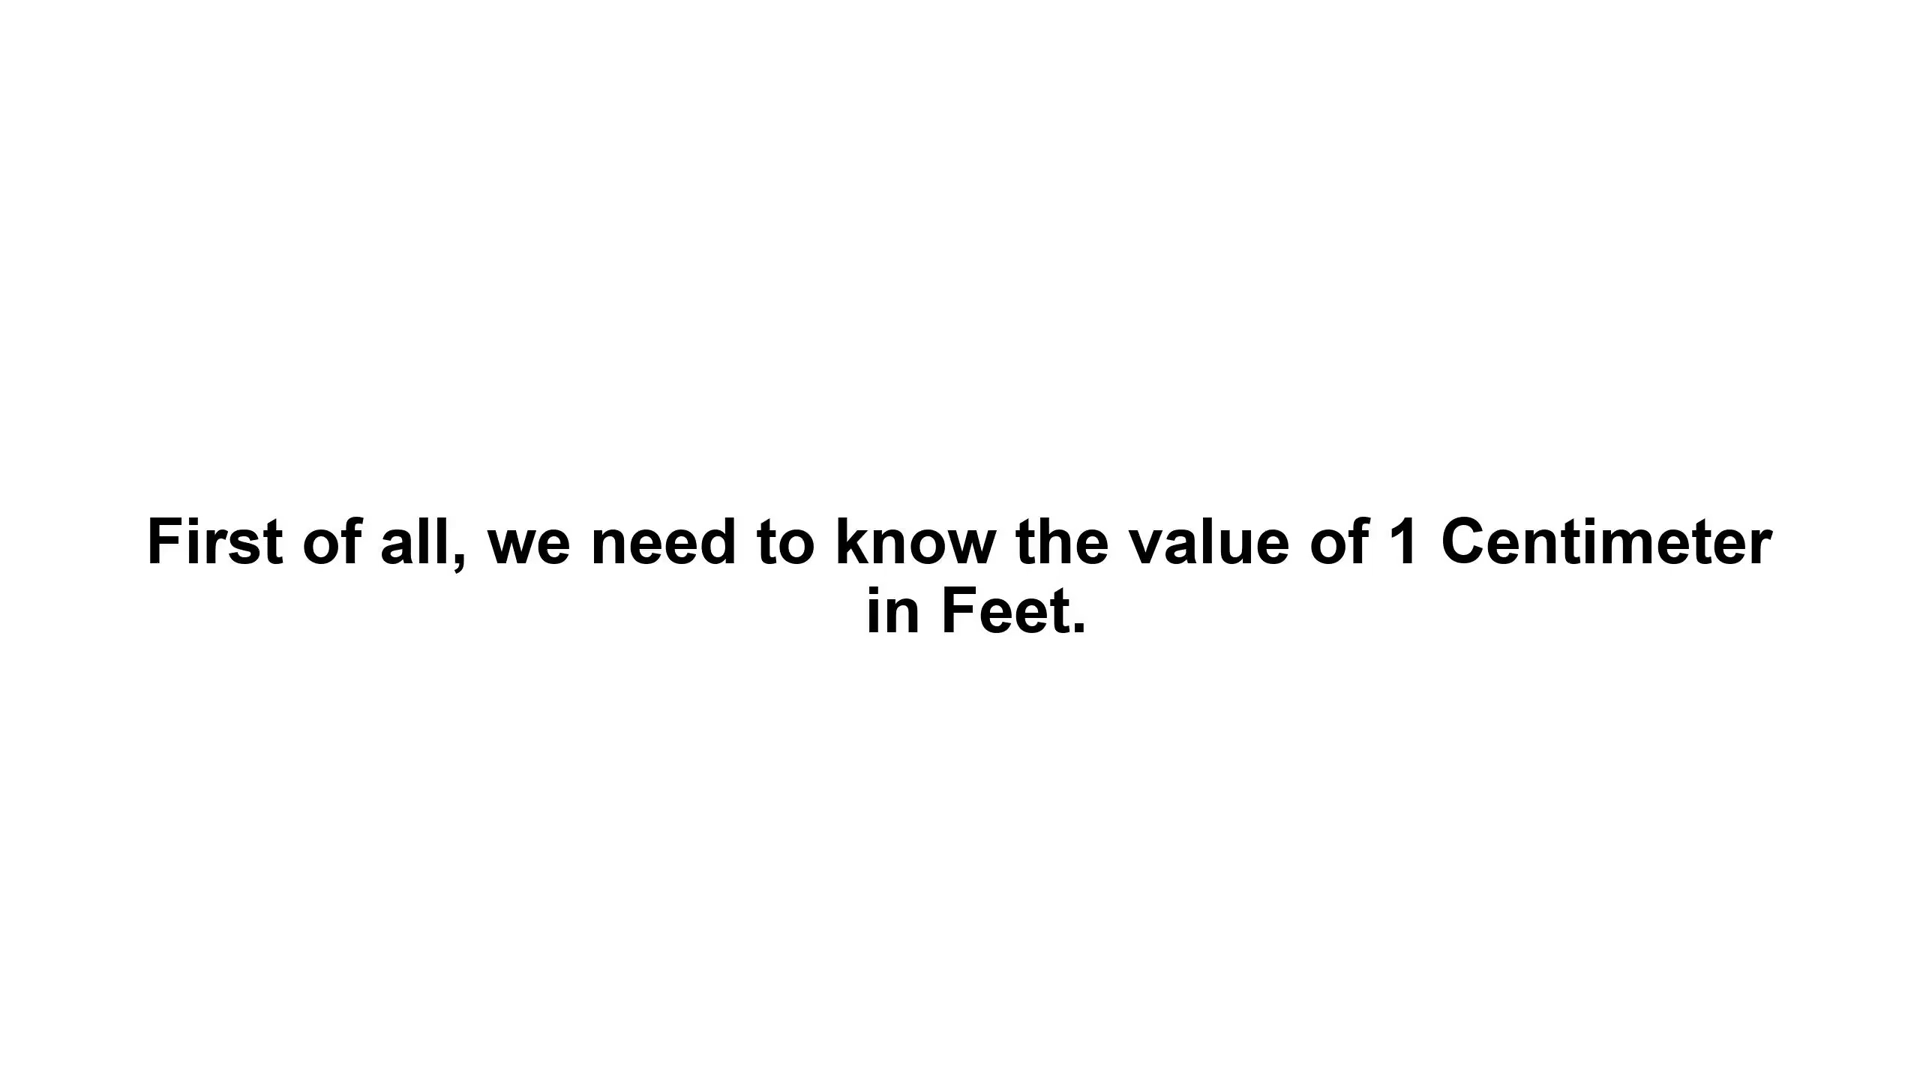 First of all, we need to know the value of 1 Centimeter
in Feet.